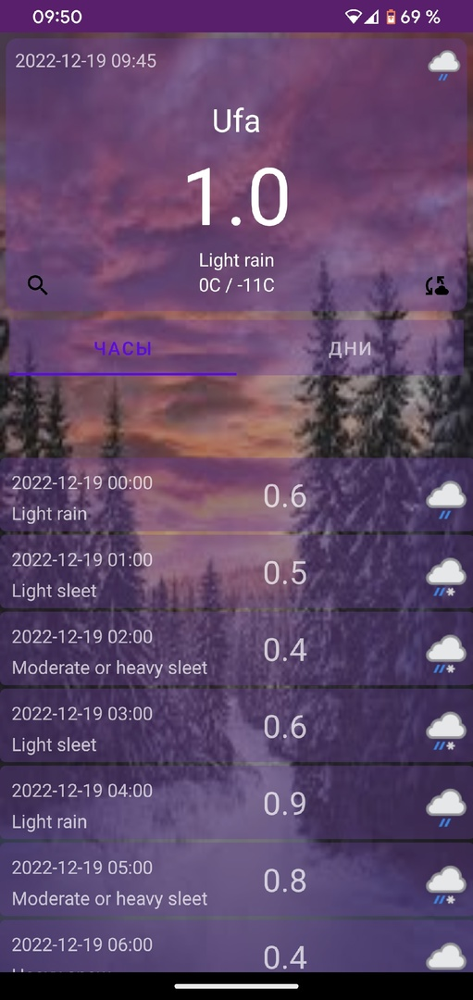 09:50
69 %
2022-12-19 09:45
Ufa
1.0
Light rain
0C / -11C
ЧАСЫ
ДНИ
2022-12-19 00:00
0.6
Light rain
2022-12-19 01:00
0.5
Light sleet
2022-12-19 02:00
0.4
Moderate or heavy sleet
2022-12-19 03:00
0.6
Light sleet
2022-12-19 04:00
0.9
Light rain
2022-12-19 05:00
0.8
Moderate or heavy sleet
2022-12-19 06:00
0.4